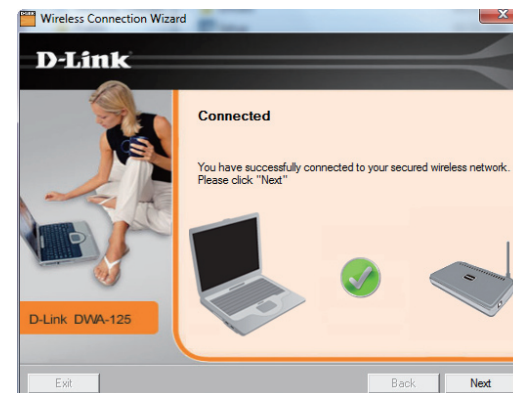 Wireless Connection Wizard
D-Link
Connected
You have successfully connected to your secured wireless network.
Please click "Next"
D-Link DWA-125
Exit
Back
Next